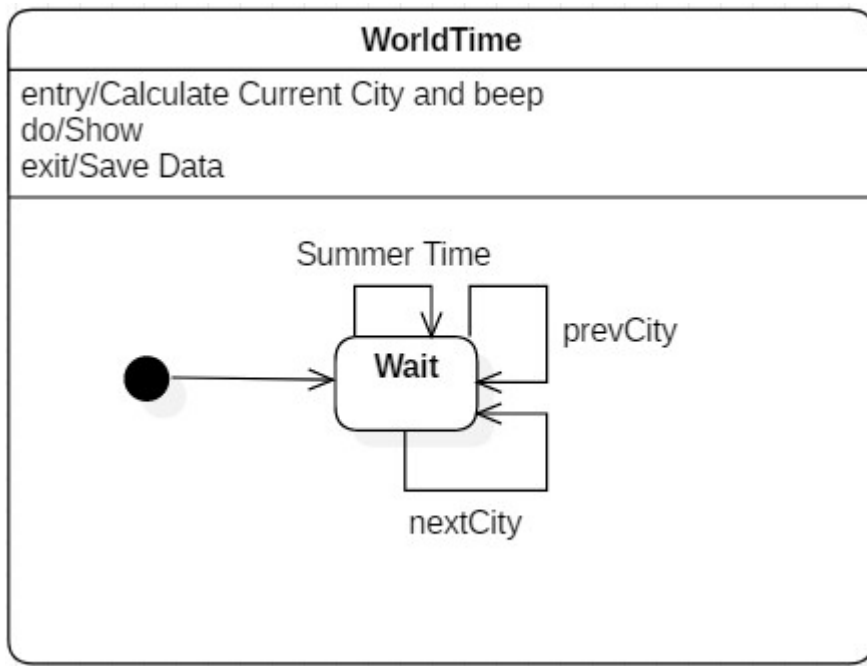 WorldTime
entry/Calculate Current City and beep
do/Show
exit/Save Data
Summer Time
prevCity
Wait
nextCity